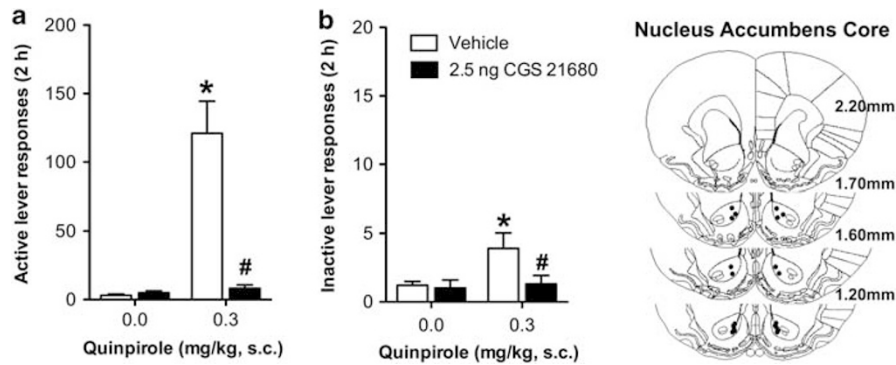 a
200
150
100
50
0
Active lever responses (2 h)
*
#
0.0
0.3
Quinpirole (mg/kg, s.c.)
b
20
15
10
5
0
Inactive lever responses (2 h)
Vehicle
2.5 ng CGS 21680
*
#
0.0
0.3
Quinpirole (mg/kg, s.c.)
Nucleus Accumbens Core
2.20mm
1.70mm
1.60mm
1.20mm